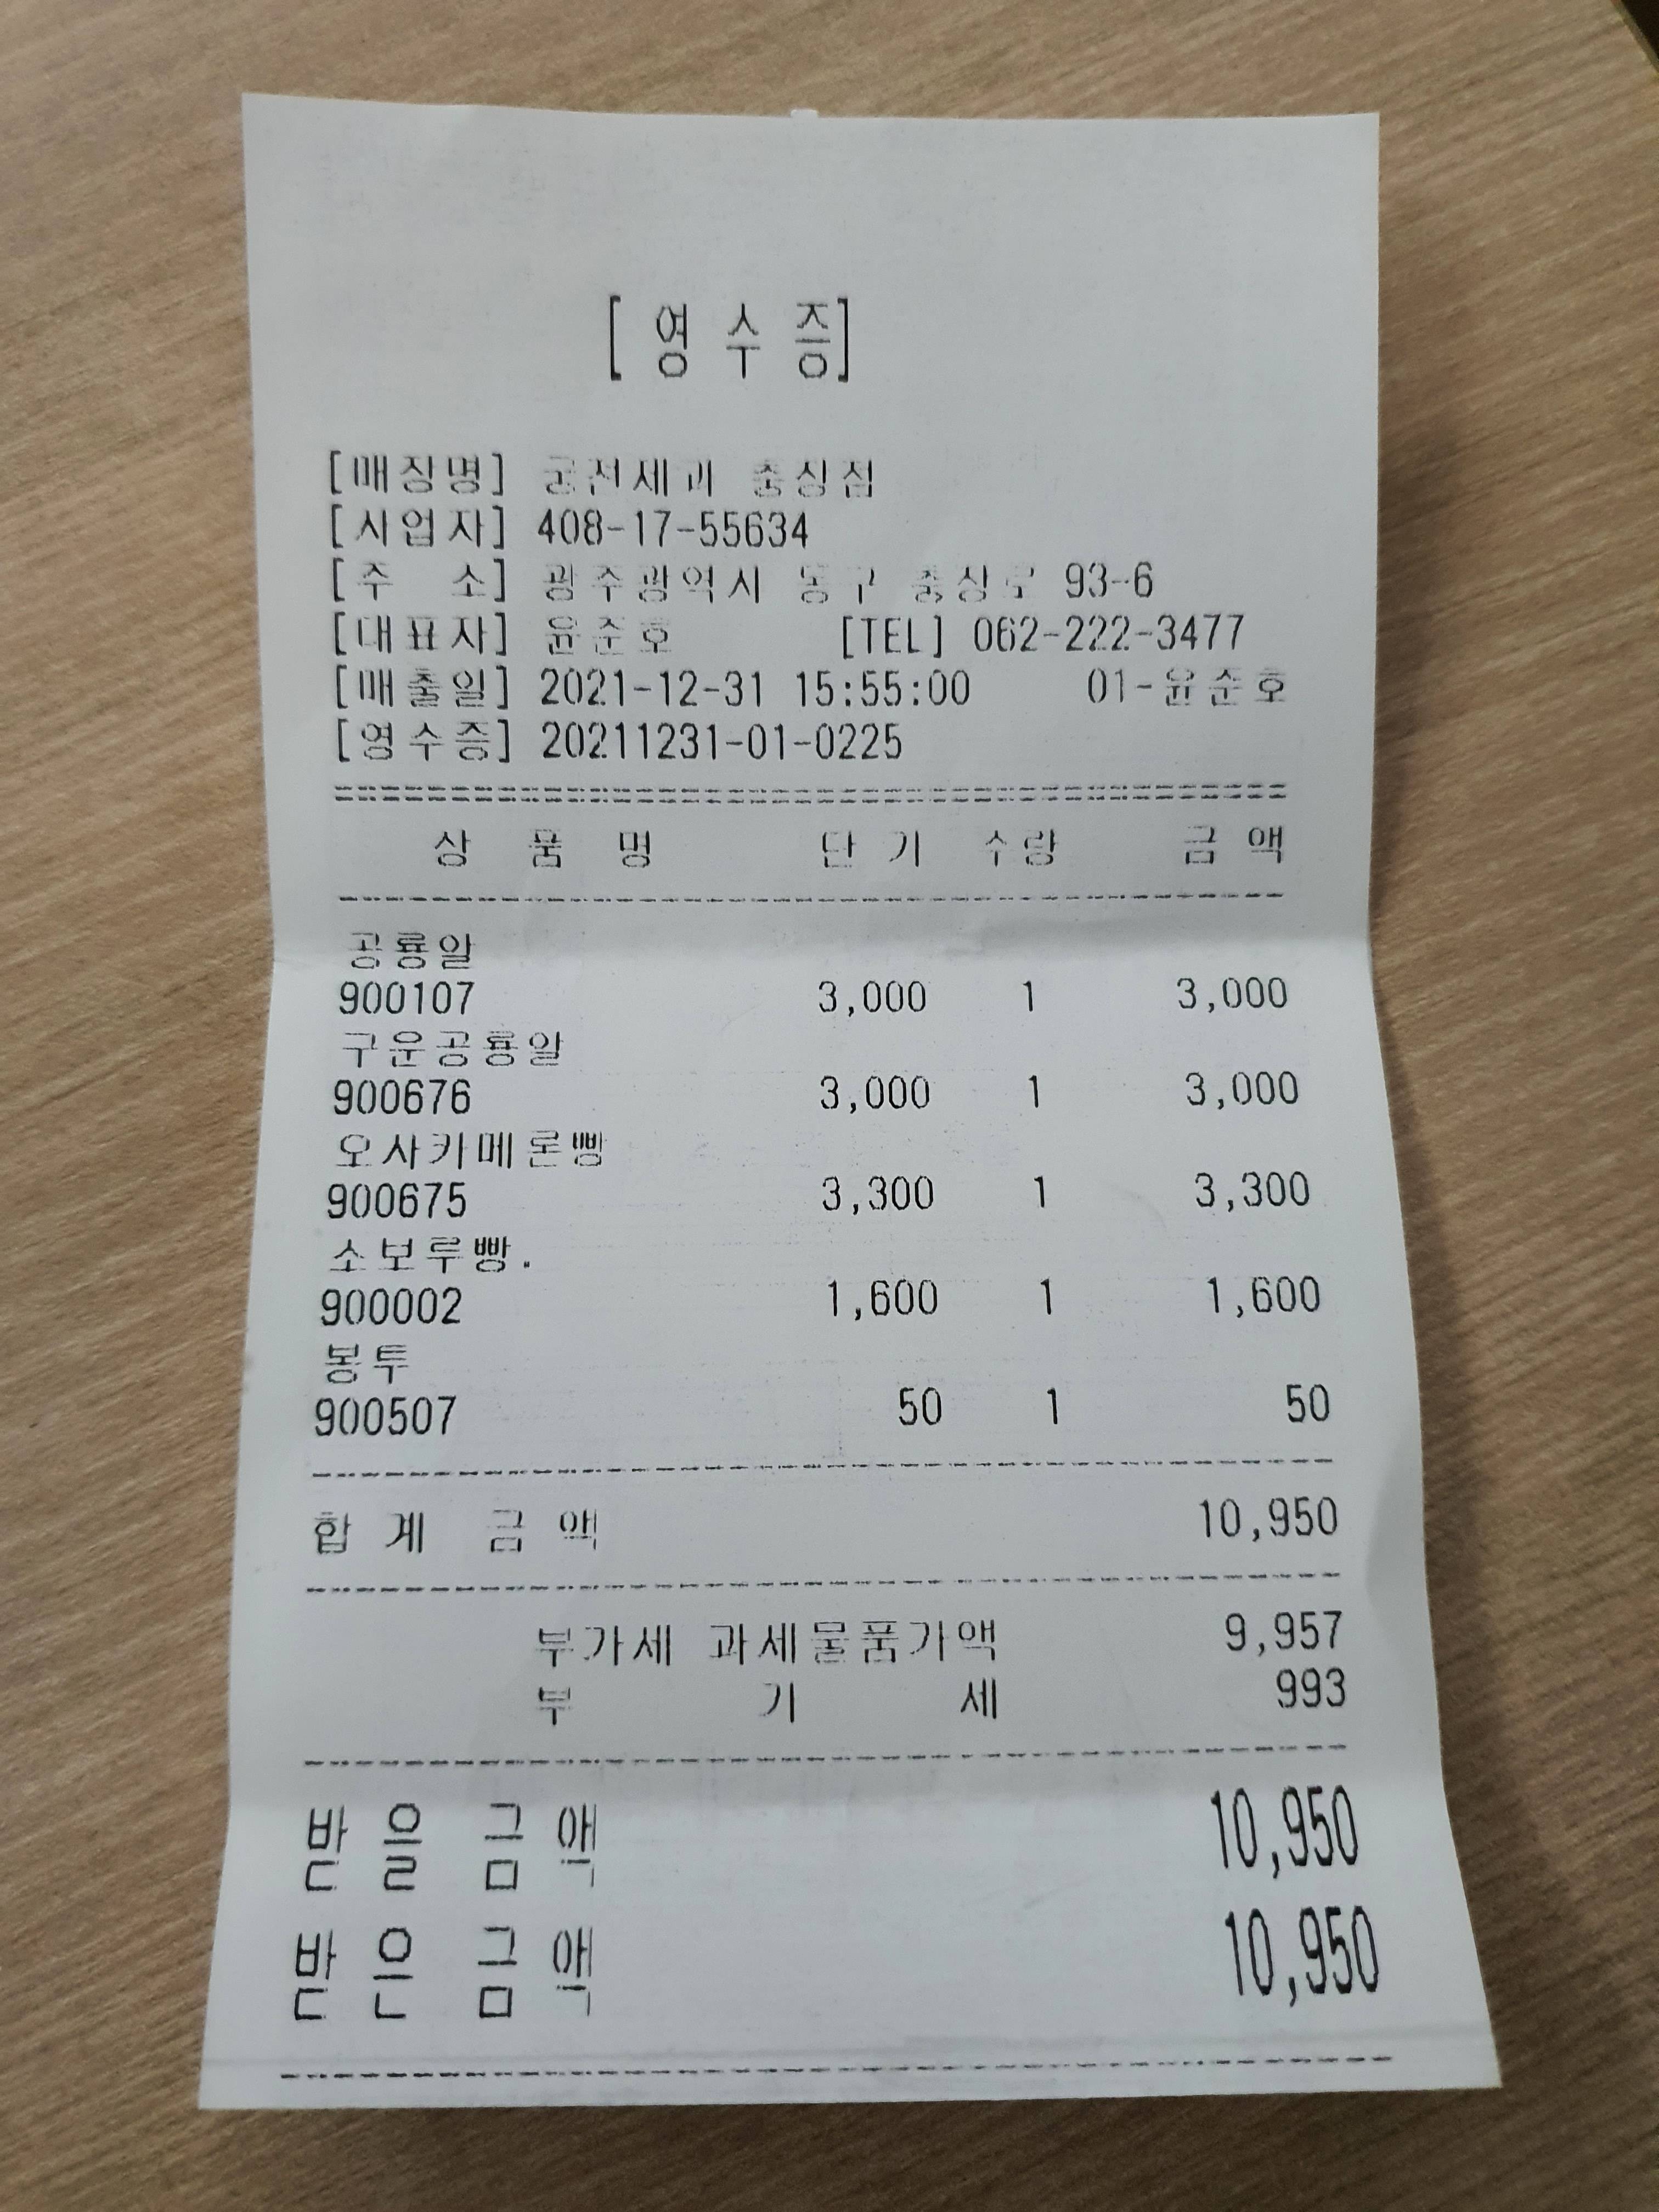 [ 영 수 증]
[매장명] 궁전제과 충장점
[사업자] 408-17-55634
[주 소] 광주광역시 동구 충장로 93-6
[대표자] 윤준호 [TEL] 062-222-3477
[매출일] 2021-12-31 15:55:00 01-윤준호
[영수증] 20211231-01-0225
상 품 명 단 가 수량 금 액
공룡알
900107 3,000 1 3,000
구운공룡알
900676 3,000 1 3,000
오사카메론빵
900675 3,300 1 3,300
소보루빵.
900002 1,600 1 1,600
봉투
900507 50 1 50
합 계 금 액 10,950
부가세 과세물품가액 9,957
부 가 세 993
받 을 금 액 10,950
받 은 금 액 10,950